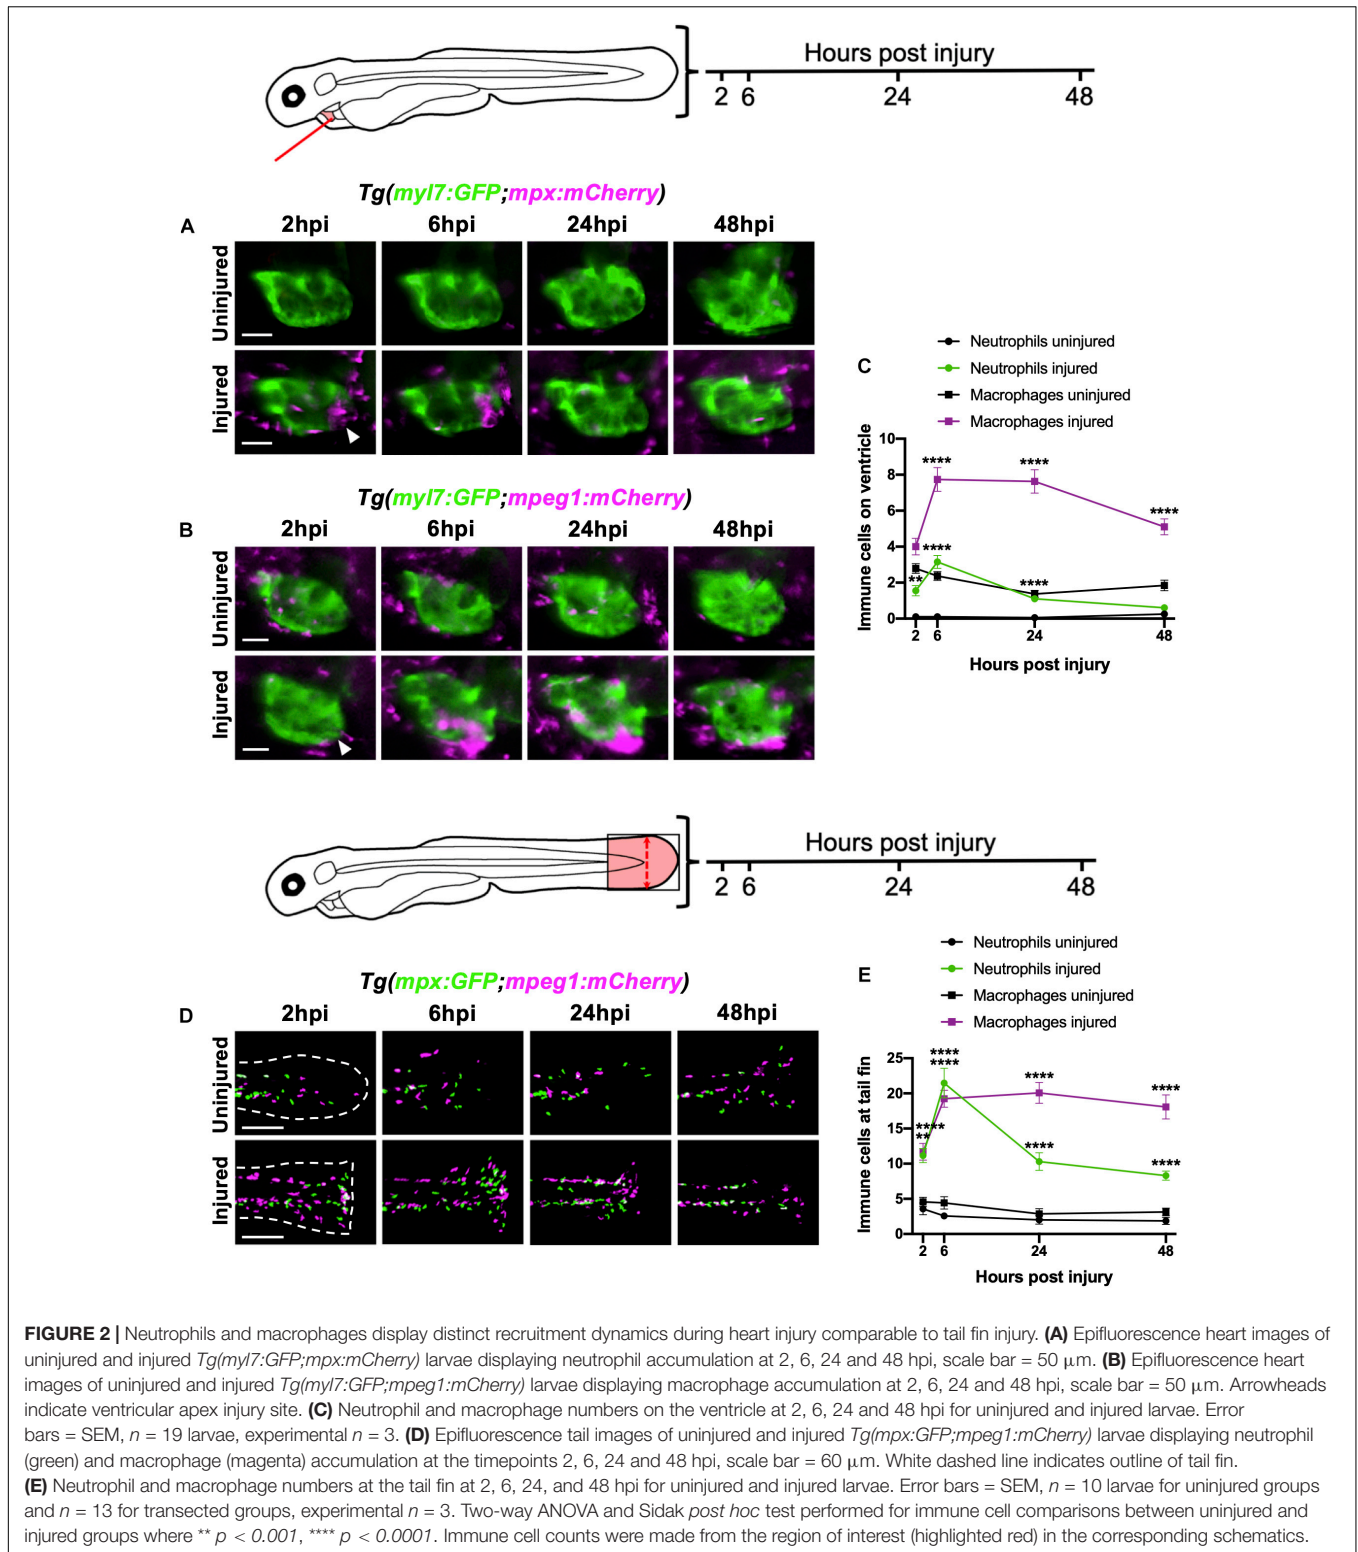 Hours post injury
2 6 24 48
Tg(myl7:GFP;mpx:mCherry)
A
2hpi 6hpi 24hpi 48hpi
Uninjured
Injured
Tg(myl7:GFP;mpeg1:mCherry)
B
2hpi 6hpi 24hpi 48hpi
Uninjured
Injured
C
Neutrophils uninjured
Neutrophils injured
Macrophages uninjured
Macrophages injured
Immune cells on ventricle
10
8
6
4
2
0
**** **** ****
****
** ****
2 6 24 48
Hours post injury
Hours post injury
2 6 24 48
Tg(mpx:GFP;mpeg1:mCherry)
D
2hpi 6hpi 24hpi 48hpi
Uninjured
Injured
E
Neutrophils uninjured
Neutrophils injured
Macrophages uninjured
Macrophages injured
Immune cells at tail fin
25
20
15
10
5
0
****
**** **** ****
****
** **** ****
2 6 24 48
Hours post injury
FIGURE 2 | Neutrophils and macrophages display distinct recruitment dynamics during heart injury comparable to tail fin injury. (A) Epifluorescence heart images of
uninjured and injured Tg(myl7:GFP;mpx:mCherry) larvae displaying neutrophil accumulation at 2, 6, 24 and 48 hpi, scale bar = 50 μm. (B) Epifluorescence heart
images of uninjured and injured Tg(myl7:GFP;mpeg1:mCherry) larvae displaying macrophage accumulation at 2, 6, 24 and 48 hpi, scale bar = 50 μm. Arrowheads
indicate ventricular apex injury site. (C) Neutrophil and macrophage numbers on the ventricle at 2, 6, 24 and 48 hpi for uninjured and injured larvae. Error
bars = SEM, n = 19 larvae, experimental n = 3. (D) Epifluorescence tail images of uninjured and injured Tg(mpx:GFP;mpeg1:mCherry) larvae displaying neutrophil
(green) and macrophage (magenta) accumulation at the timepoints 2, 6, 24 and 48 hpi, scale bar = 60 μm. White dashed line indicates outline of tail fin.
(E) Neutrophil and macrophage numbers at the tail fin at 2, 6, 24, and 48 hpi for uninjured and injured larvae. Error bars = SEM, n = 10 larvae for uninjured groups
and n = 13 for transected groups, experimental n = 3. Two-way ANOVA and Sidak post hoc test performed for immune cell comparisons between uninjured and
injured groups where ** p < 0.001, **** p < 0.0001. Immune cell counts were made from the region of interest (highlighted red) in the corresponding schematics.